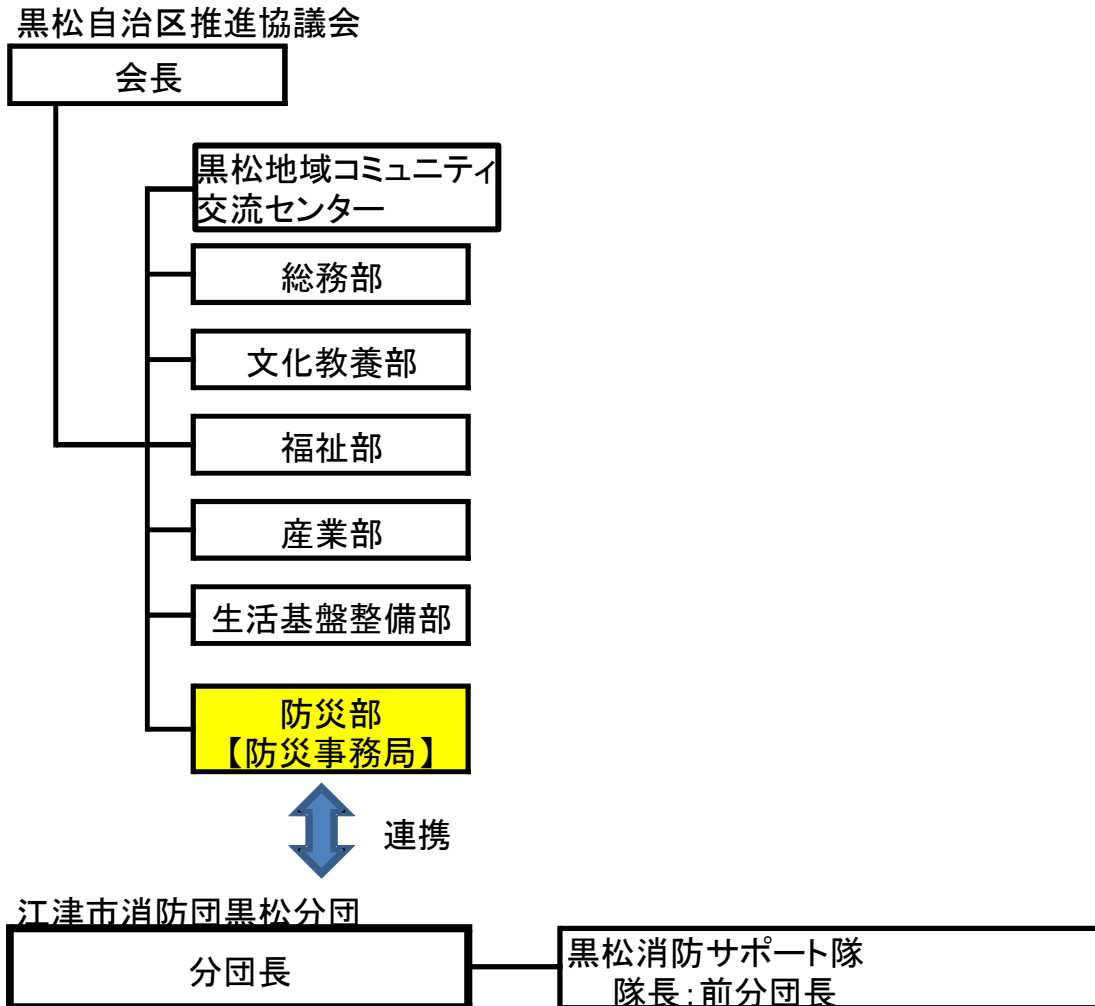 黒松自治区推進協議会
会長
黒松地域コミュニティ
交流センター
総務部
文化教養部
福祉部
産業部
生活基盤整備部
防災部
【防災事務局】
連携
江津市消防団黒松分団
分団長
黒松消防サポート隊
隊長：前分団長